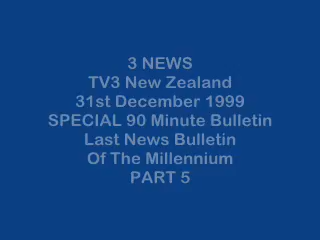 3 NEWS
TV3 New Zealand
31st December 1999
SPECIAL 90 Minute Bulletin
Last News Bulletin
Of The Millennium
PART 5